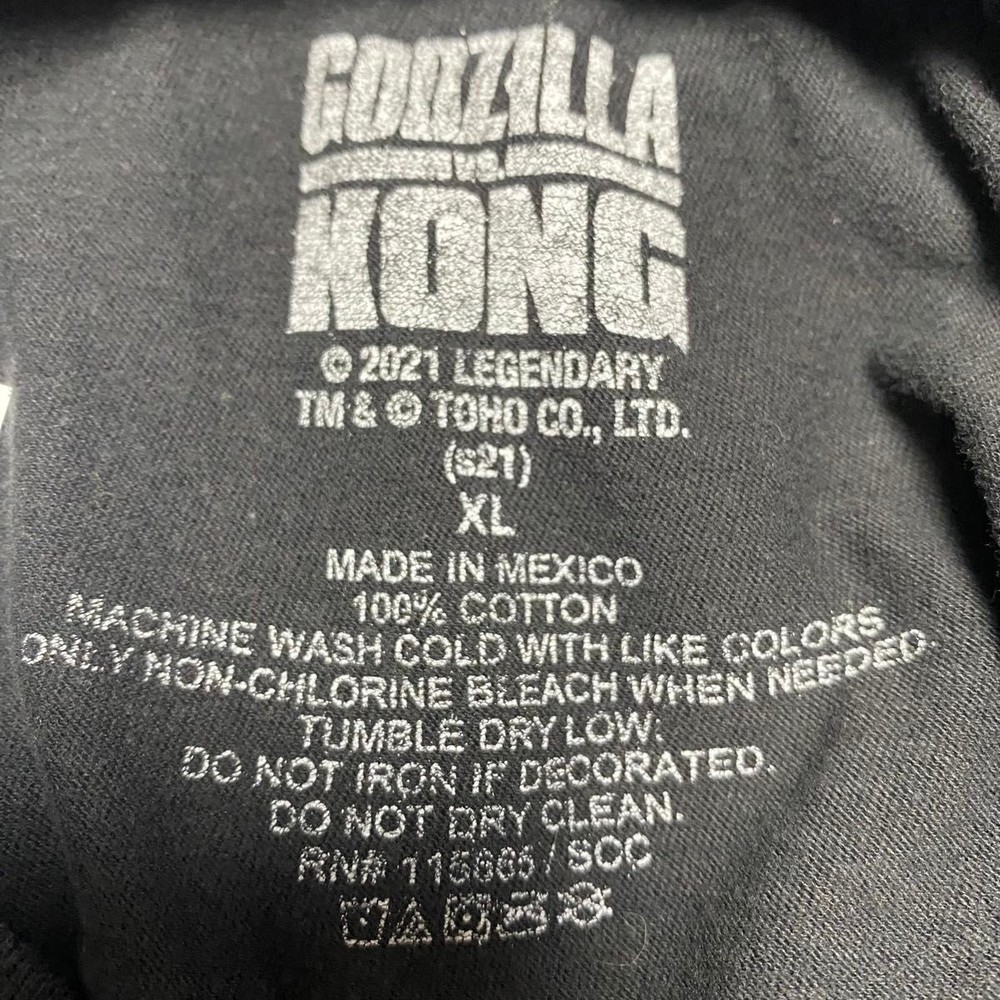 GODZILLA
VS.
KONG
© 2021 LEGENDARY
TM & © TOHO CO., LTD.
(s21)
XL
MADE IN MEXICO
100% COTTON
MACHINE WASH COLD WITH LIKE COLORS
ONLY NON-CHLORINE BLEACH WHEN NEEDED.
TUMBLE DRY LOW.
DO NOT IRON IF DECORATED.
DO NOT DRY CLEAN.
RN# / SCC